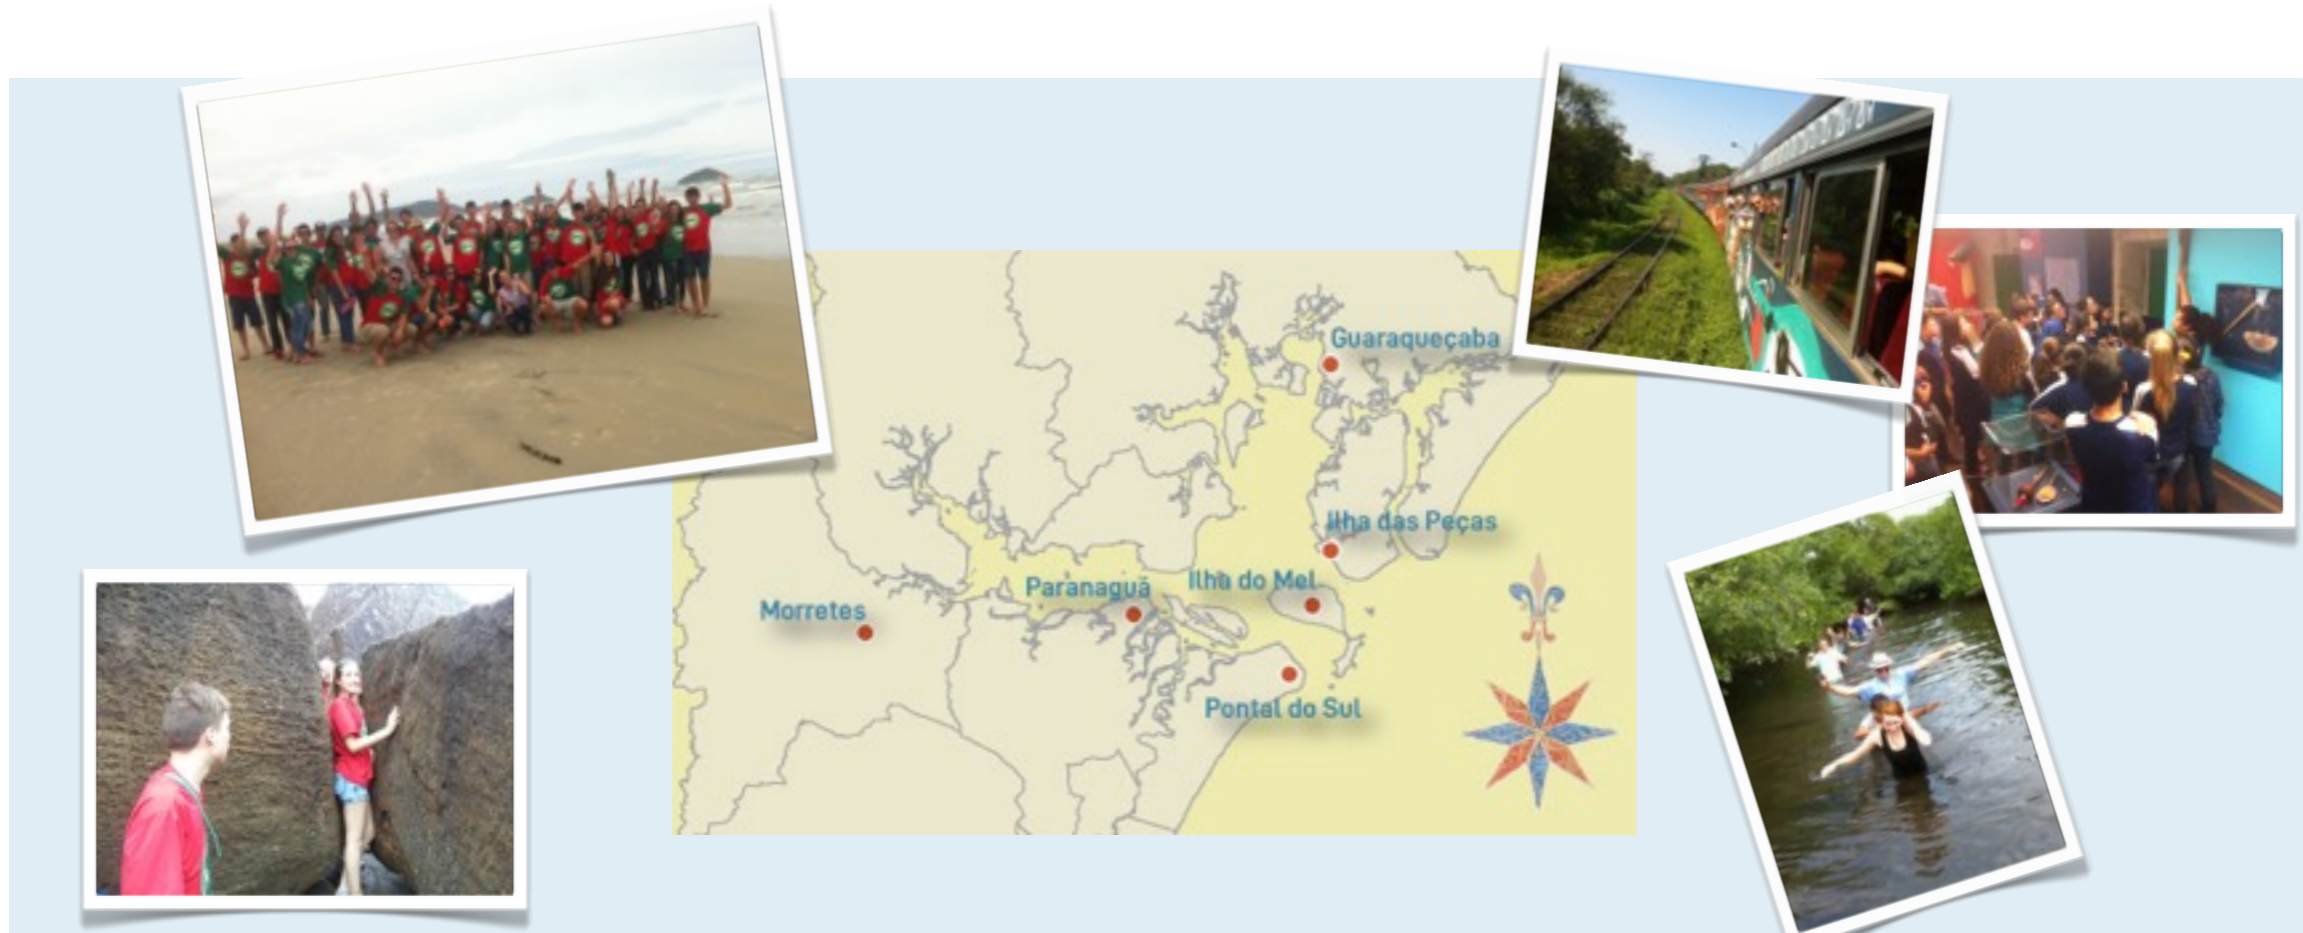 Guaraqueçaba
Ilha das Peças
Ilha do Mel
Paranaguá
Morretes
Pontal do Sul